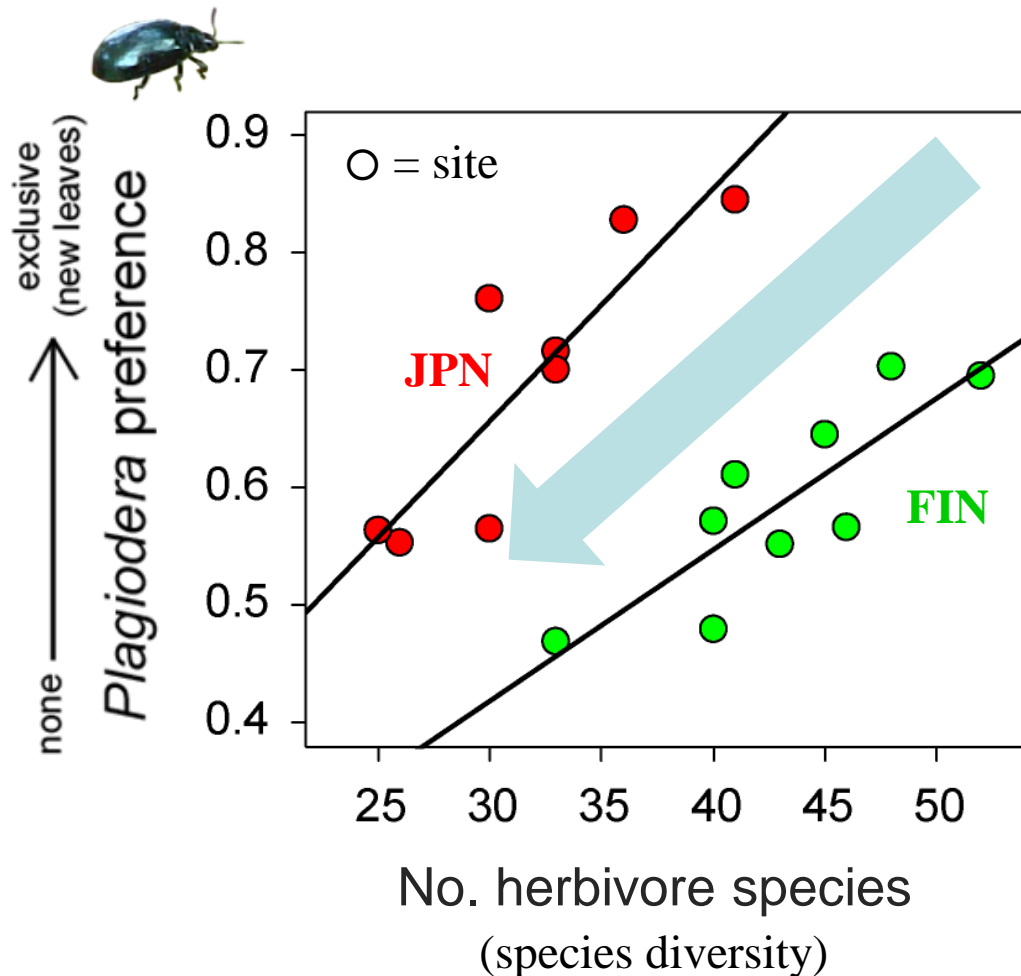 exclusive
(new leaves)
none
Plagiodera preference
0.9
0.8
0.7
0.6
0.5
0.4
= site
JPN
FIN
25 30 35 40 45 50
No. herbivore species
(species diversity)